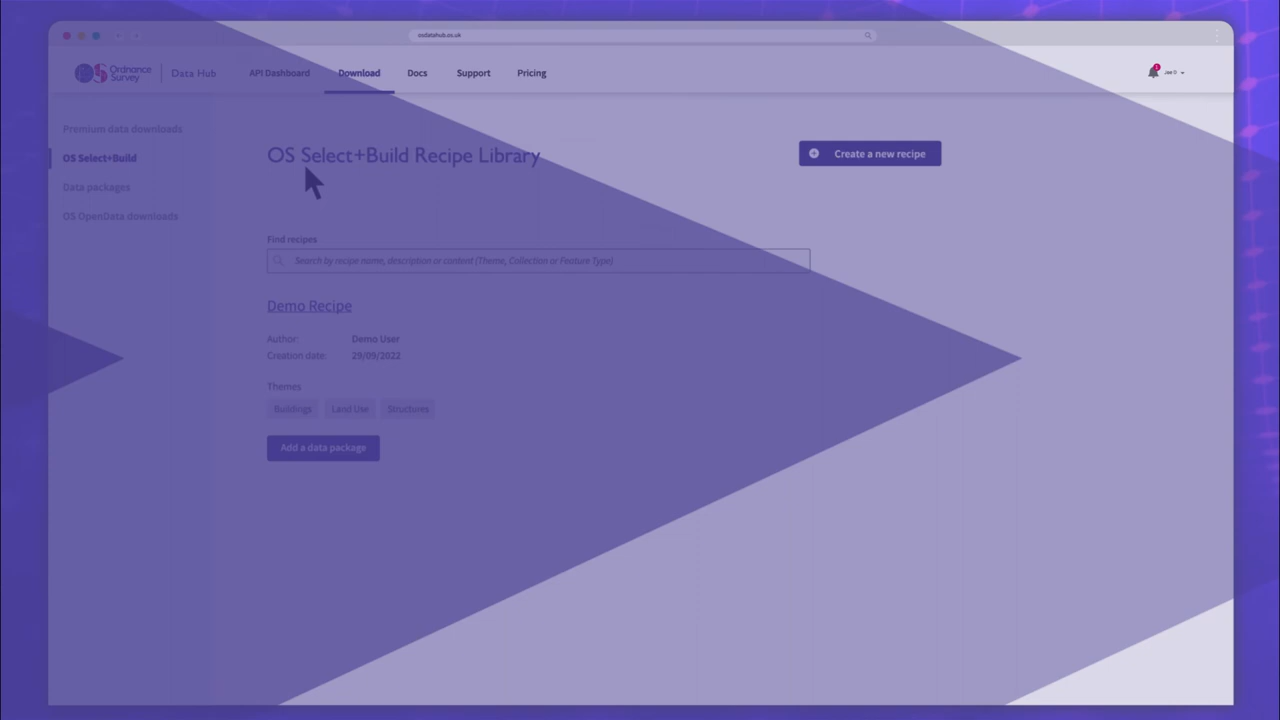 osdatahub.co.uk
Ordnance Survey
Data Hub
API Dashboard
Download
Docs
Support
Pricing
1
Premium data downloads
OS Select+Build
Data packages
OS OpenData downloads
OS Select+Build Recipe Library
Create a new recipe
Find recipes
Search by recipe name, description or content (Theme, Collection or Feature Type)
Demo Recipe
Author: Demo User
Creation date: 29/09/2022
Themes
Buildings Land Use Structures
Add a data package